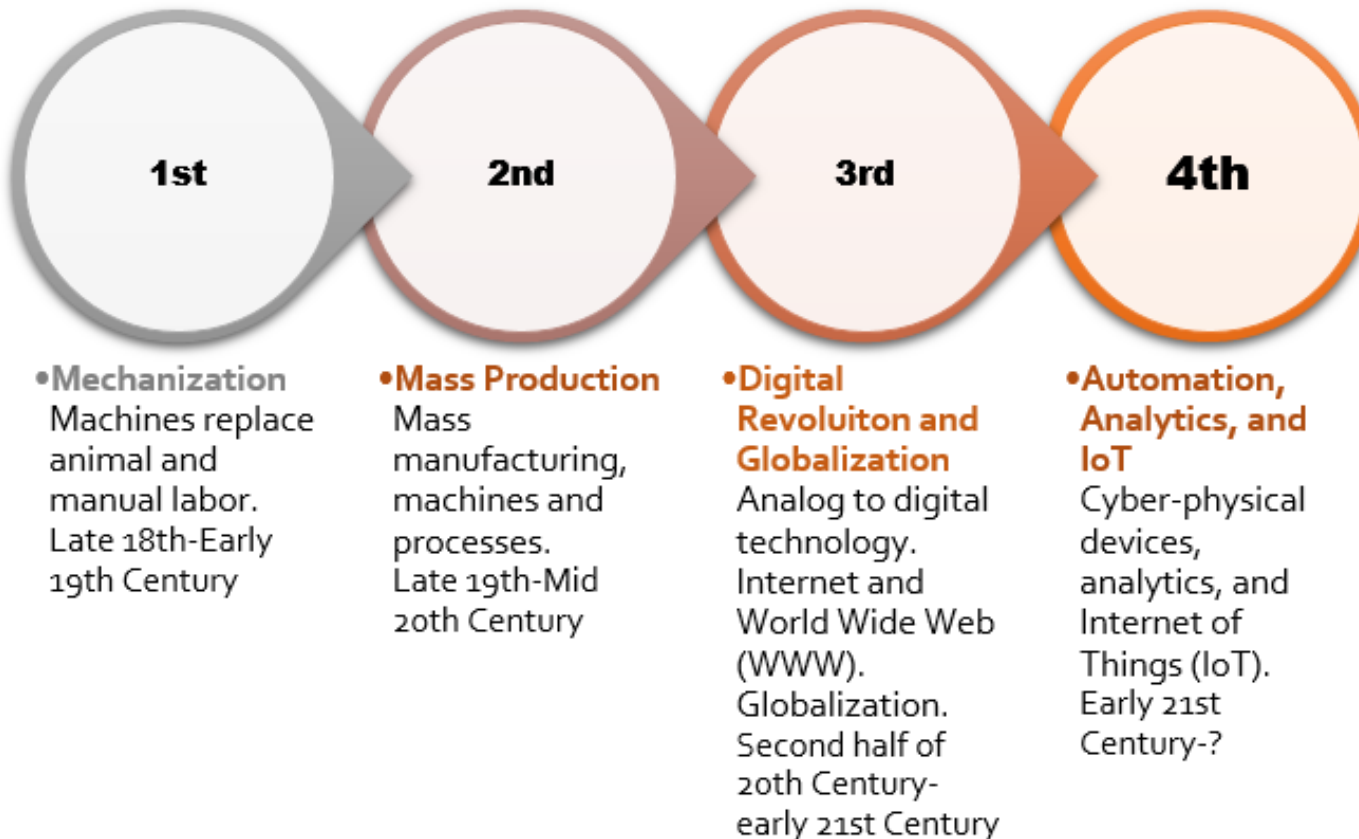 1st
2nd
3rd
4th
•Mechanization
Machines replace
animal and
manual labor.
Late 18th-Early
19th Century
•Mass Production
Mass
manufacturing,
machines and
processes.
Late 19th-Mid
20th Century
•Digital
Revoluiton and
Globalization
Analog to digital
technology.
Internet and
World Wide Web
(WWW).
Globalization.
Second half of
20th Century-
early 21st Century
•Automation,
Analytics, and
IoT
Cyber-physical
devices,
analytics, and
Internet of
Things (IoT).
Early 21st
Century-?